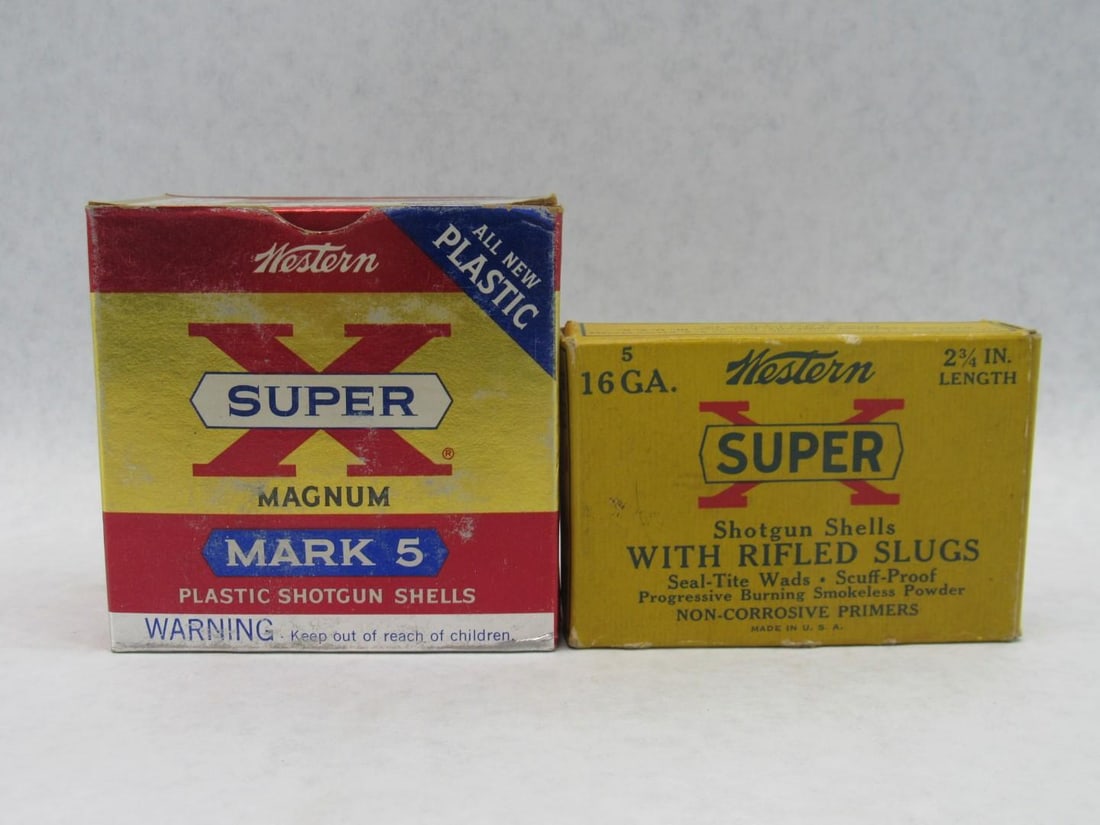 Western
ALL NEW
PLASTIC
X
SUPER
®
MAGNUM
MARK 5
PLASTIC SHOTGUN SHELLS
WARNING - Keep out of reach of children.
5
16 GA.
Western
2¾ IN.
LENGTH
X
SUPER
Shotgun Shells
WITH RIFLED SLUGS
Seal-Tite Wads • Scuff-Proof
Progressive Burning Smokeless Powder
NON-CORROSIVE PRIMERS
MADE IN U. S. A.